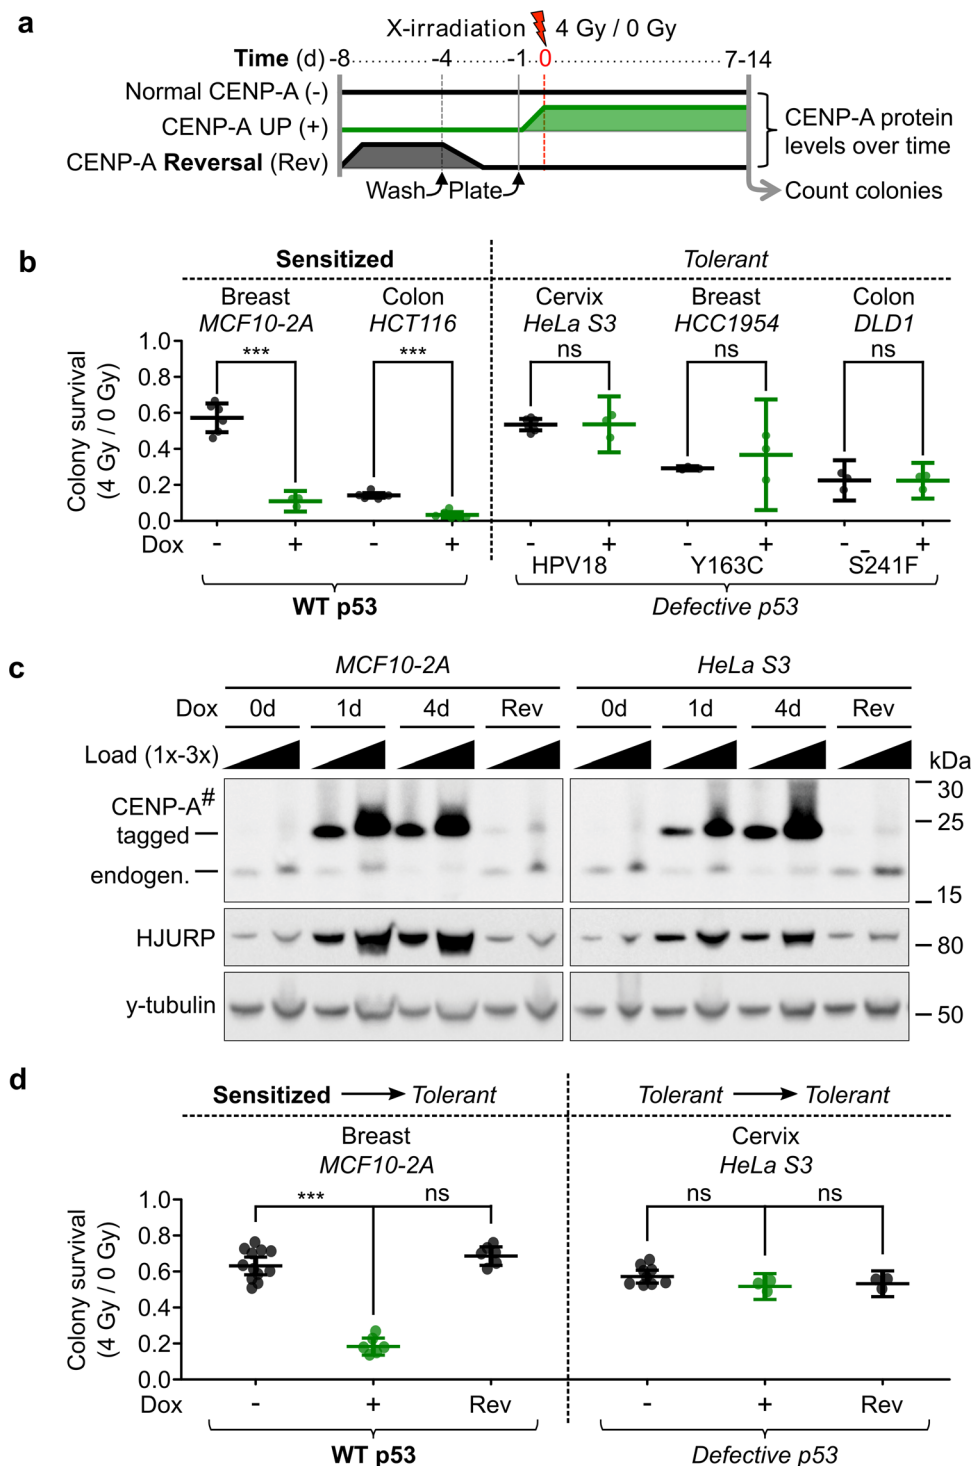 a
X-irradiation 4 Gy / 0 Gy
Time (d) -8 -4 -1 0 7-14
Normal CENP-A (-)
CENP-A UP (+)
CENP-A Reversal (Rev)
CENP-A protein
levels over time
Wash Plate
Count colonies
b
Sensitized Tolerant
Breast Colon Cervix Breast Colon
MCF10-2A HCT116 HeLa S3 HCC1954 DLD1
*** *** ns ns ns
Colony survival
(4 Gy / 0 Gy)
1.0
0.8
0.6
0.4
0.2
0.0
Dox - + - + - + - + - +
HPV18 Y163C S241F
WT p53 Defective p53
c
MCF10-2A HeLa S3
Dox 0d 1d 4d Rev 0d 1d 4d Rev
Load (1x-3x) kDa
CENP-A#
tagged
endogen.
30
25
15
HJURP 80
y-tubulin 50
d
Sensitized Tolerant Tolerant Tolerant
Breast Cervix
MCF10-2A HeLa S3
*** ns ns ns
Colony survival
(4 Gy / 0 Gy)
1.0
0.8
0.6
0.4
0.2
0.0
Dox - + Rev - + Rev
WT p53 Defective p53